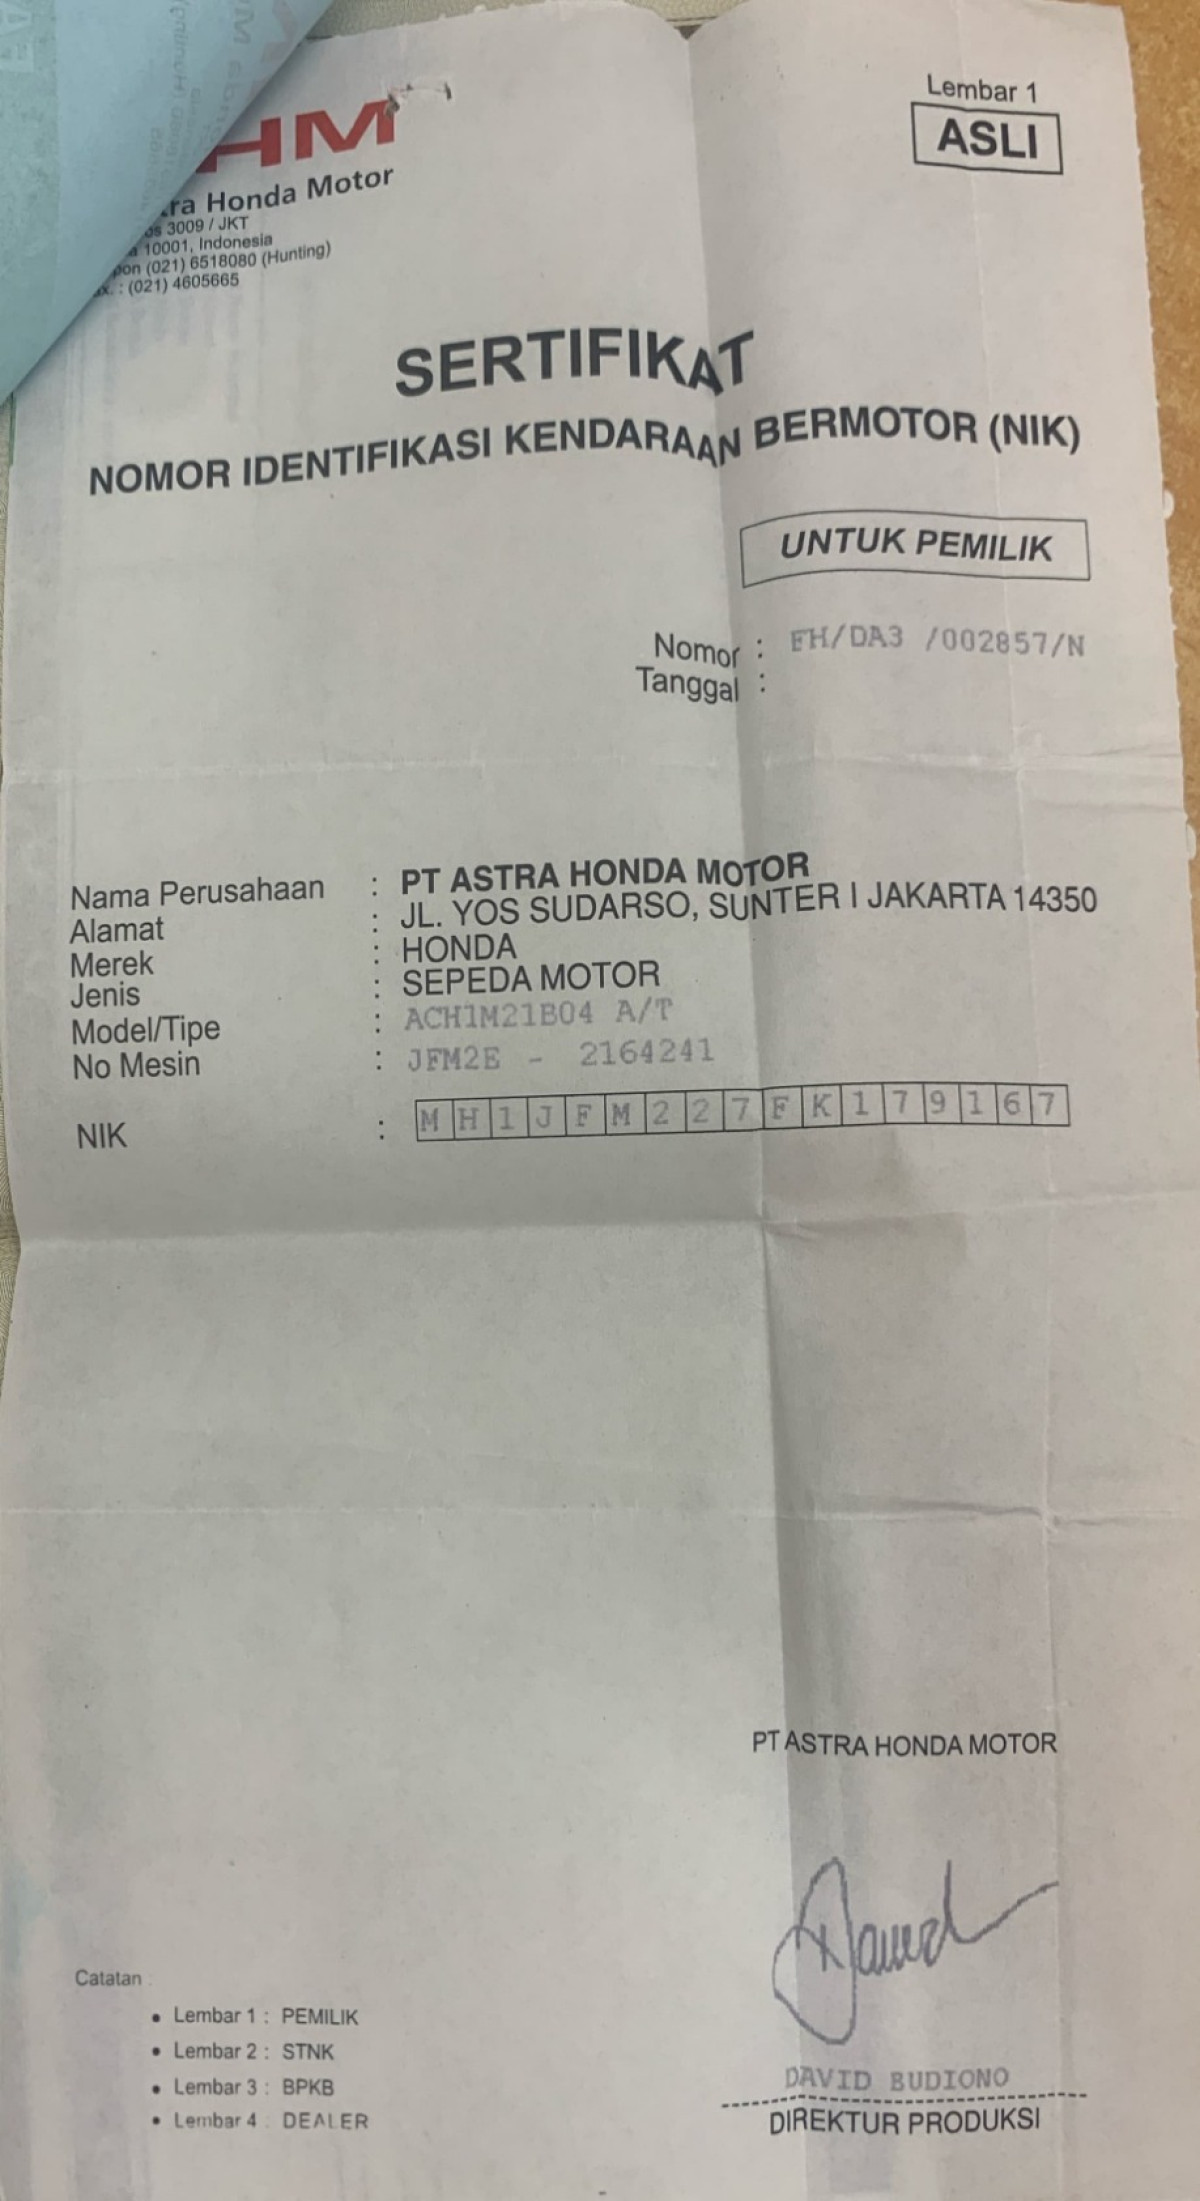 Lembar 1
ASLI
HM
ra Honda Motor
os 3009 / JKT
10001, Indonesia
pon (021) 6518080 (Hunting)
: (021) 4605665
SERTIFIKAT
NOMOR IDENTIFIKASI KENDARAAN BERMOTOR (NIK)
UNTUK PEMILIK
Nomor : FH/DA3 /002857/N
Tanggal :
Nama Perusahaan : PT ASTRA HONDA MOTOR
Alamat : JL. YOS SUDARSO, SUNTER I JAKARTA 14350
Merek : HONDA
Jenis : SEPEDA MOTOR
Model/Tipe : ACH1M21B04 A/T
No Mesin : JFM2E - 2164241
NIK : MH1JFM227FK179167
PT ASTRA HONDA MOTOR
David
DAVID BUDIONO
DIREKTUR PRODUKSI
Catatan :
• Lembar 1 : PEMILIK
• Lembar 2 : STNK
• Lembar 3 : BPKB
• Lembar 4 : DEALER